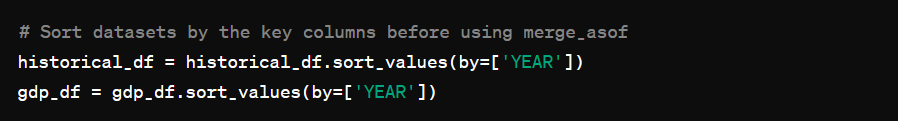 # Sort datasets by the key columns before using merge_asof
historical_df = historical_df.sort_values(by=['YEAR'])
gdp_df = gdp_df.sort_values(by=['YEAR'])